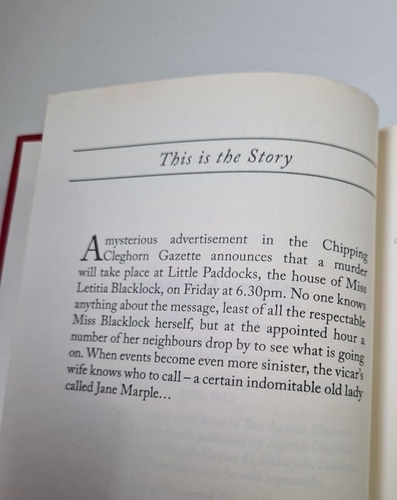 This is the Story
A mysterious advertisement in the Chipping
Cleghorn Gazette announces that a murder
will take place at Little Paddocks, the house of Miss
Letitia Blacklock, on Friday at 6.30pm. No one knows
anything about the message, least of all the respectable
Miss Blacklock herself, but at the appointed hour a
number of her neighbours drop by to see what is going
on. When events become even more sinister, the vicar's
wife knows who to call – a certain indomitable old lady
called Jane Marple…